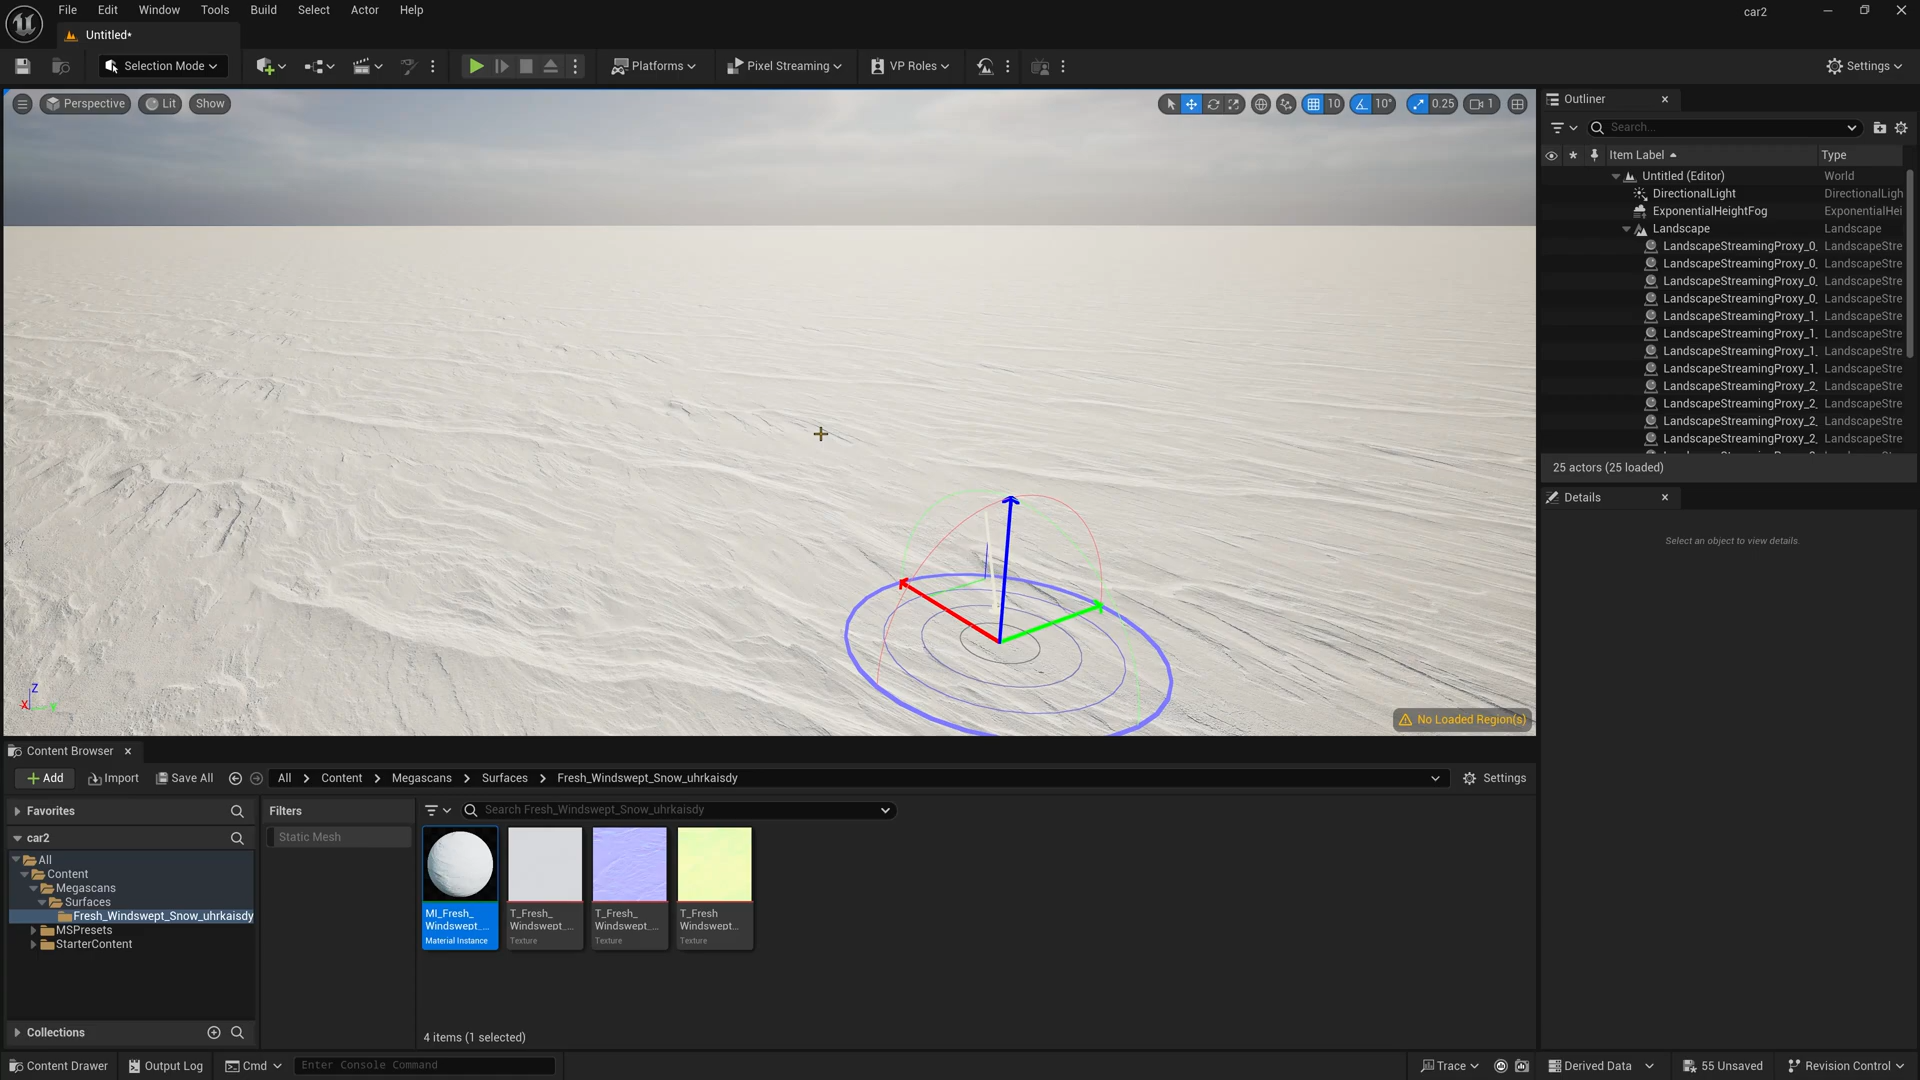 File Edit Window Tools Build Select Actor Help
car2
Untitled*
Selection Mode
Platforms
Pixel Streaming
VP Roles
Settings
Perspective Lit Show
10 10° 0.25 1
Outliner
Search...
Item Label Type
Untitled (Editor) World
DirectionalLight DirectionalLigh
ExponentialHeightFog ExponentialHei
Landscape Landscape
LandscapeStreamingProxy_0_ LandscapeStre
LandscapeStreamingProxy_0_ LandscapeStre
LandscapeStreamingProxy_0_ LandscapeStre
LandscapeStreamingProxy_0_ LandscapeStre
LandscapeStreamingProxy_1_ LandscapeStre
LandscapeStreamingProxy_1_ LandscapeStre
LandscapeStreamingProxy_1_ LandscapeStre
LandscapeStreamingProxy_1_ LandscapeStre
LandscapeStreamingProxy_2_ LandscapeStre
LandscapeStreamingProxy_2_ LandscapeStre
LandscapeStreamingProxy_2_ LandscapeStre
LandscapeStreamingProxy_2_ LandscapeStre
25 actors (25 loaded)
Details
Select an object to view details.
Z
X Y
No Loaded Region(s)
Content Browser
Add Import Save All All Content Megascans Surfaces Fresh_Windswept_Snow_uhrkaisdy Settings
Favorites
car2
All
Content
Megascans
Surfaces
Fresh_Windswept_Snow_uhrkaisdy
MSPresets
StarterContent
Collections
Filters
Static Mesh
Search Fresh_Windswept_Snow_uhrkaisdy
MI_Fresh_
Windswept_...
Material Instance
T_Fresh_
Windswept_...
Texture
T_Fresh_
Windswept_...
Texture
T_Fresh
Windswept...
Texture
4 items (1 selected)
Content Drawer Output Log Cmd Enter Console Command Trace Derived Data 55 Unsaved Revision Control